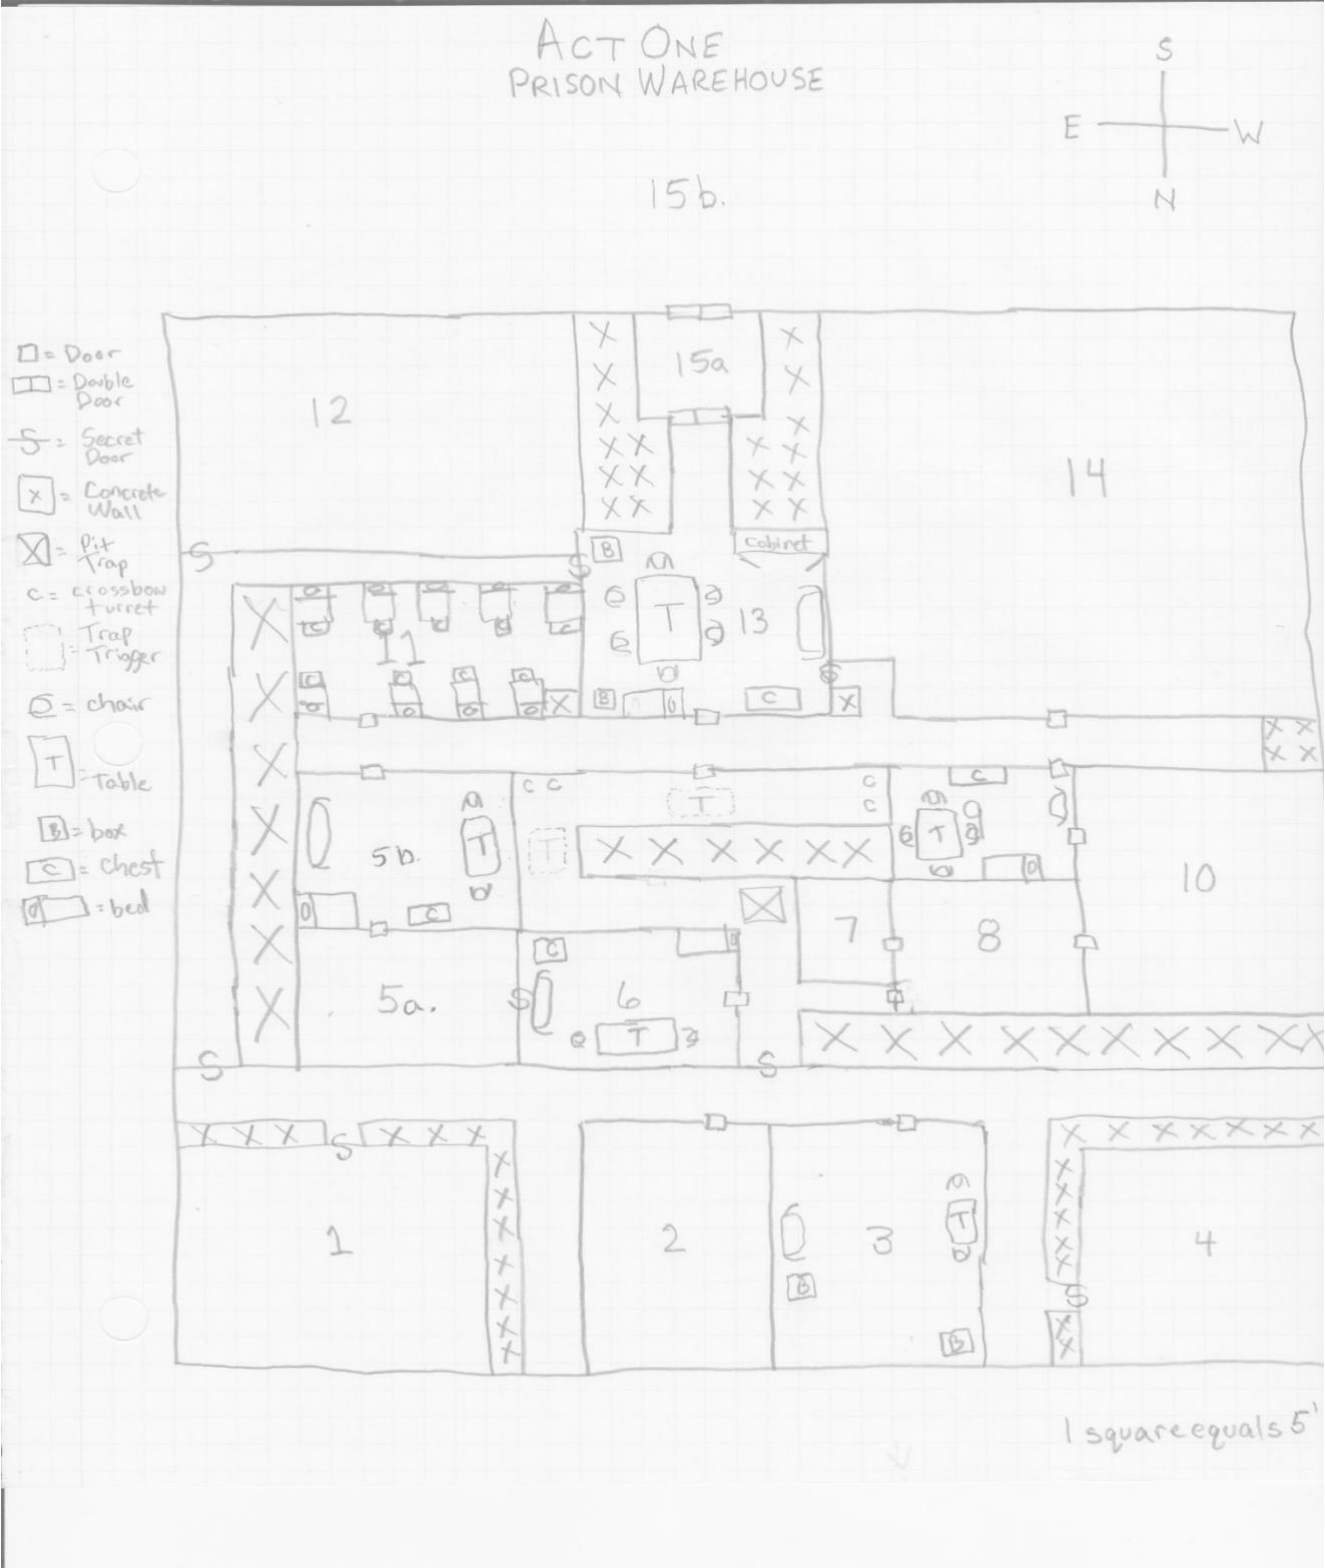 ACT ONE
PRISON WAREHOUSE
S
E W
N
15b.
= Door
= Double
Door
S = Secret
Door
x = Concrete
Wall
= Pit
Trap
c = crossbow
turret
= Trap
Trigger
= chair
T = Table
B = box
C = Chest
= bed
12
15a
14
B
Cabinet
S
S
T
13
11
S
B
C
X
X
C
C C
C
C
T
T
T
5b.
T
10
C
7
8
5a.
C
S
6
T
S
S
S
1
2
3
T
B
B
4
S
1 square equals 5'